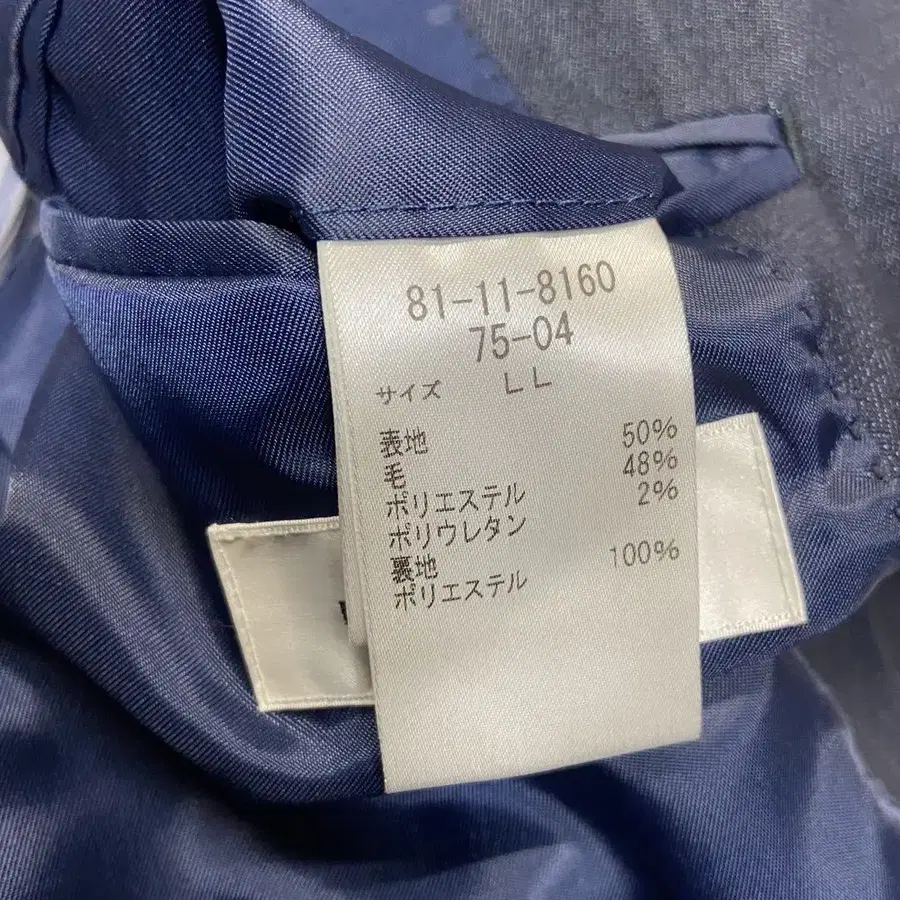 81-11-8160
75-04
サイズ LL
表地
毛 50%
ポリエステル 48%
ポリウレタン 2%
裏地
ポリエステル 100%